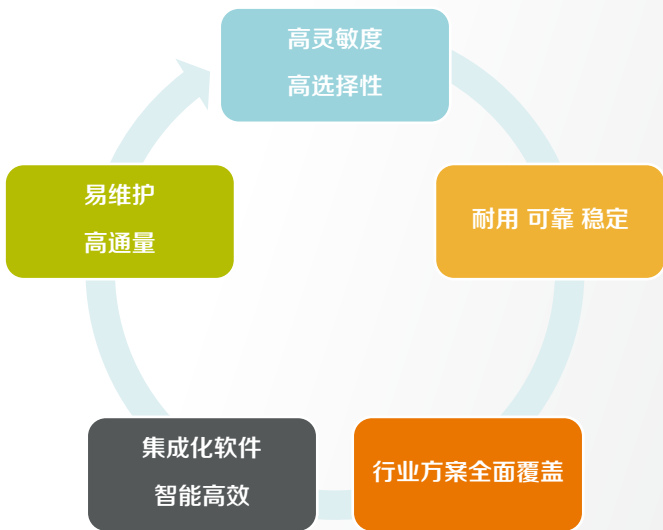 高灵敏度
高选择性
耐用 可靠 稳定
行业方案全面覆盖
集成化软件
智能高效
易维护
高通量